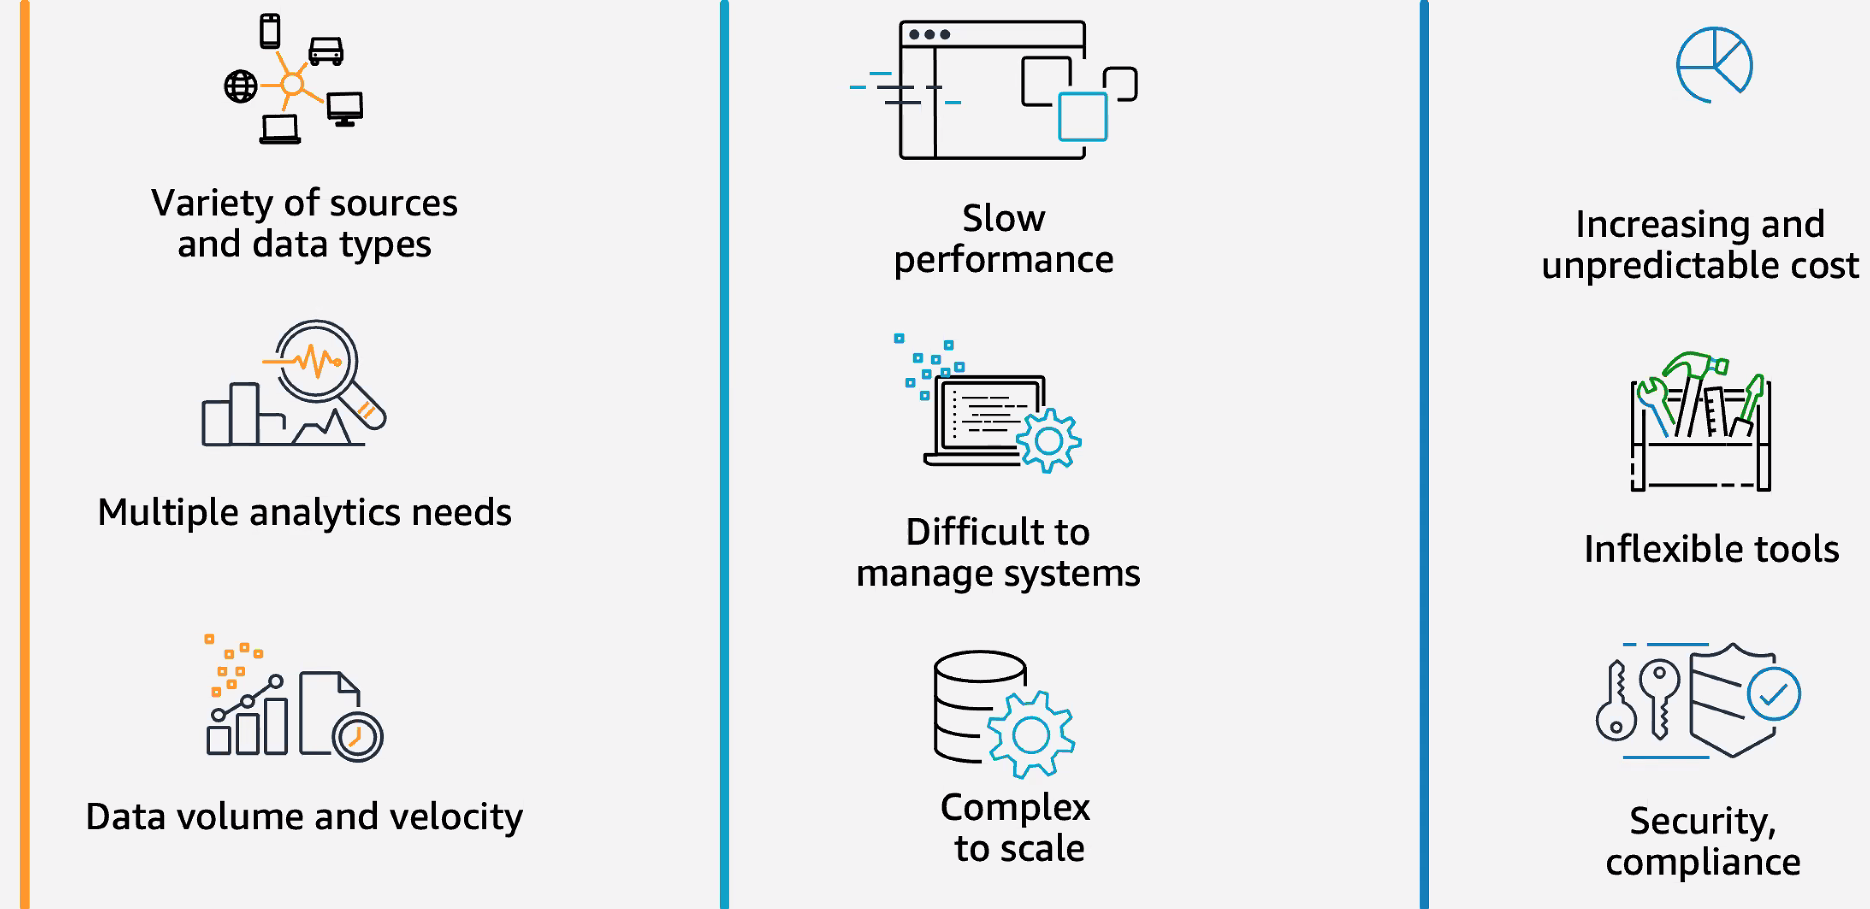 Variety of sources
and data types
Multiple analytics needs
Data volume and velocity
Slow
performance
Difficult to
manage systems
Complex
to scale
Increasing and
unpredictable cost
Inflexible tools
Security,
compliance